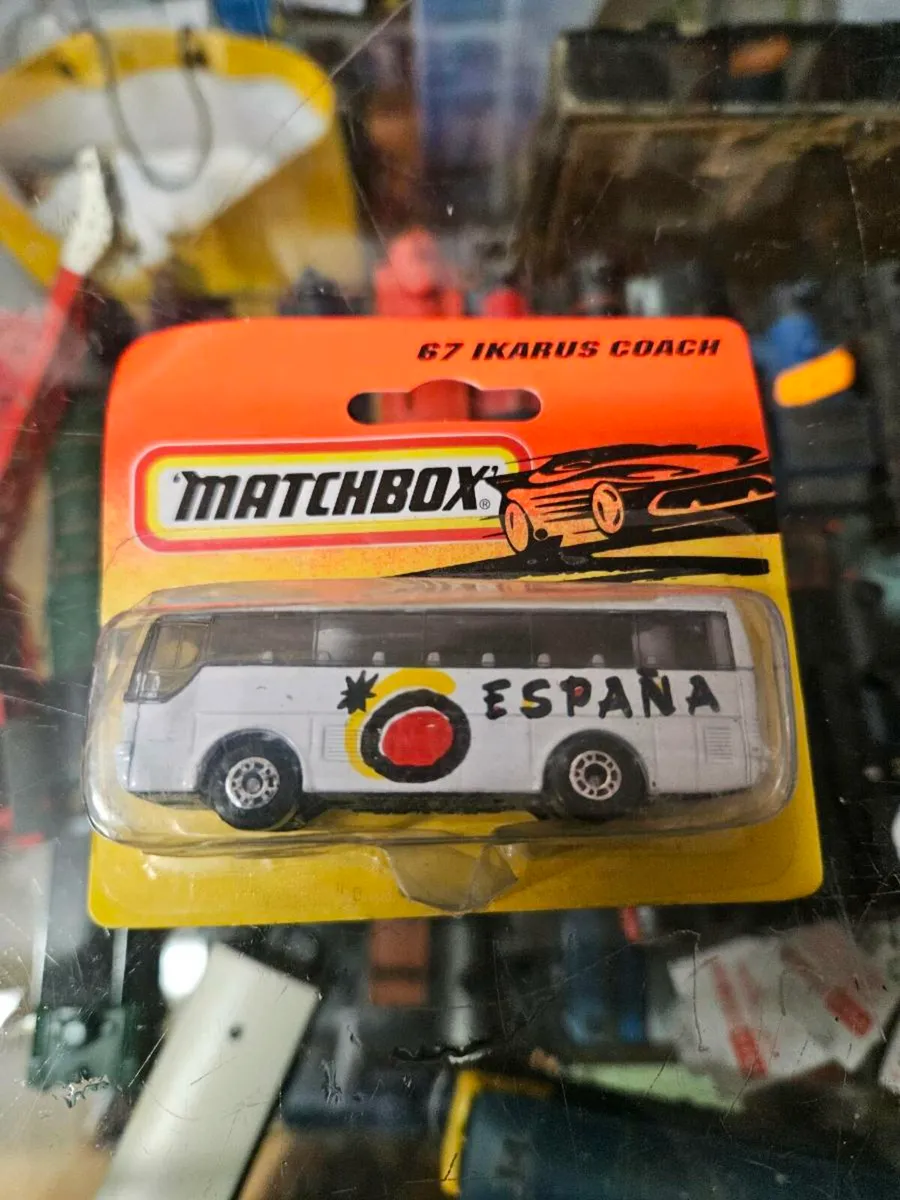 67 IKARUS COACH
'MATCHBOX'®
ESPAÑA